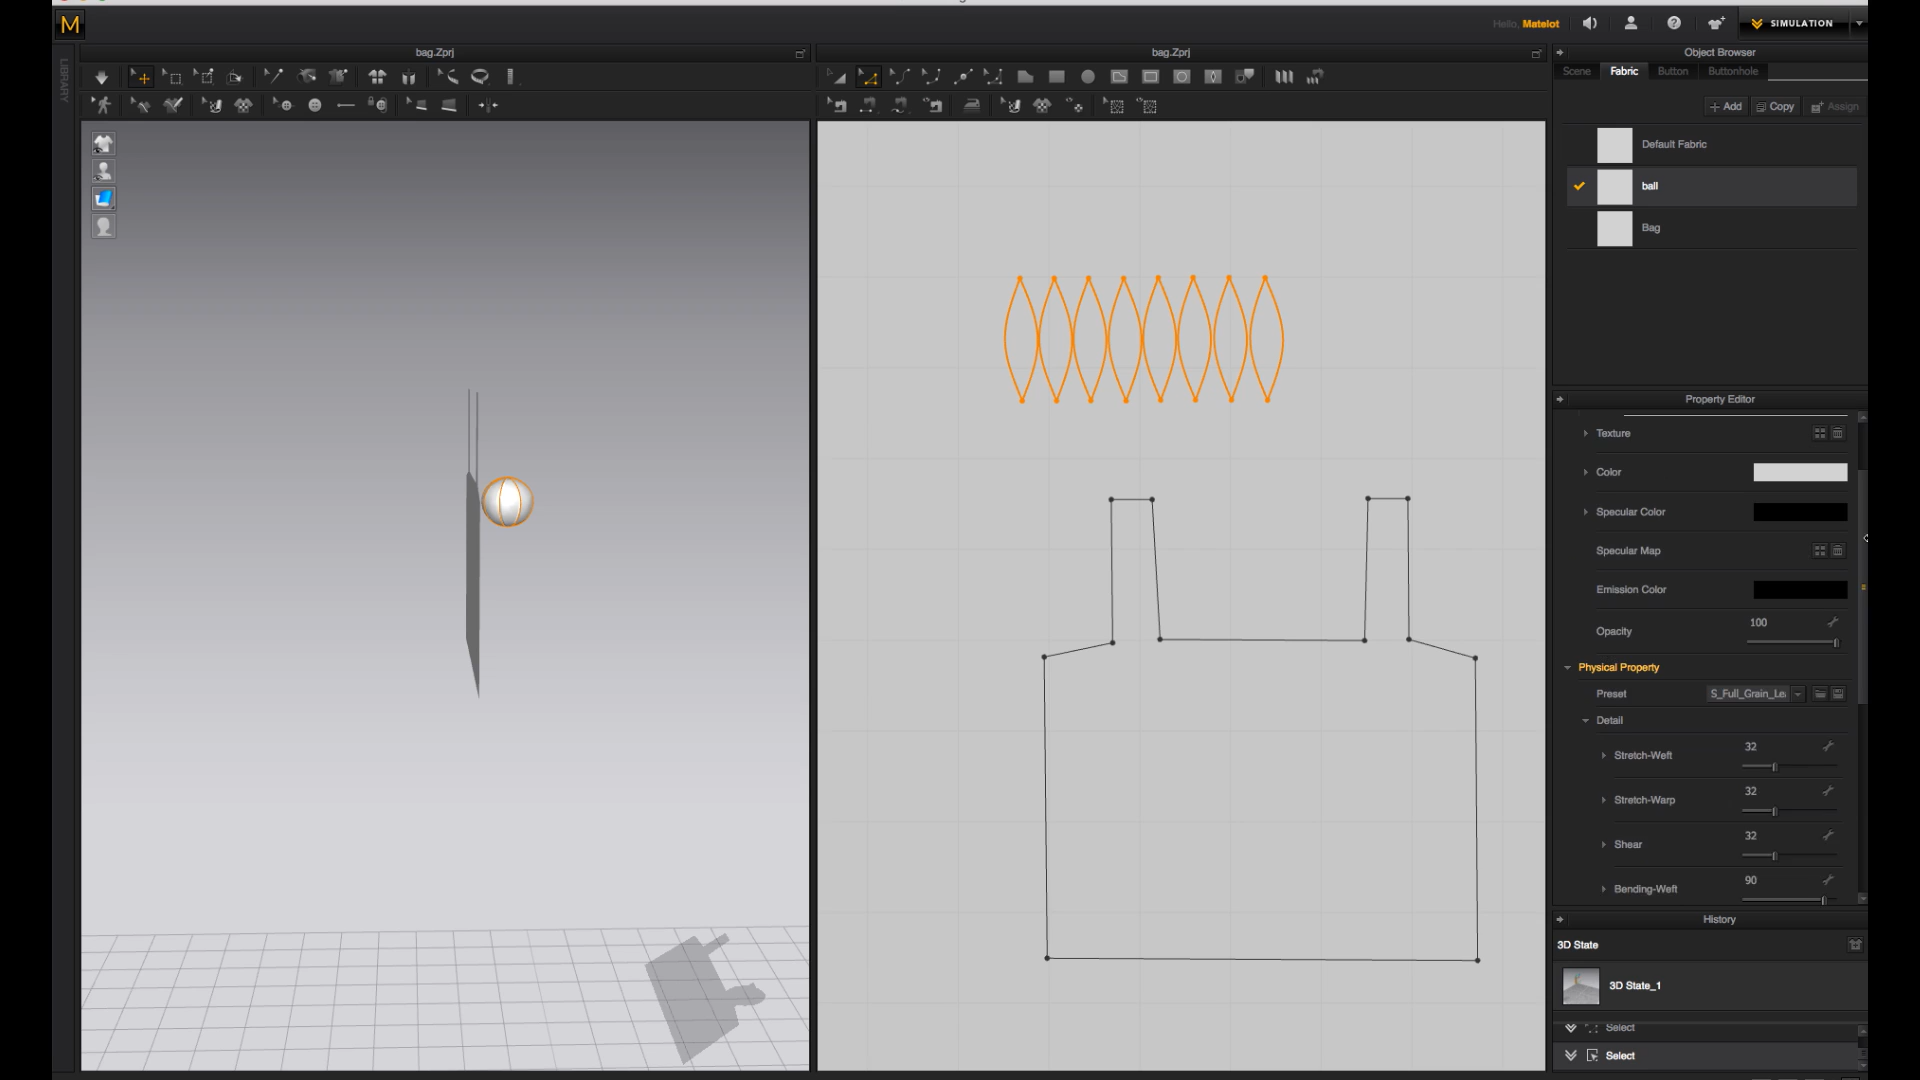 M
Hello, Matelot
SIMULATION
LIBRARY
bag.Zprj
bag.Zprj
Object Browser
Scene
Fabric
Button
Buttonhole
Add
Copy
Assign
Default Fabric
ball
Bag
Property Editor
Texture
Color
Specular Color
Specular Map
Emission Color
Opacity
100
Physical Property
Preset
S_Full_Grain_Le
Detail
Stretch-Weft
32
Stretch-Warp
32
Shear
32
Bending-Weft
90
History
3D State
3D State_1
Select
Select